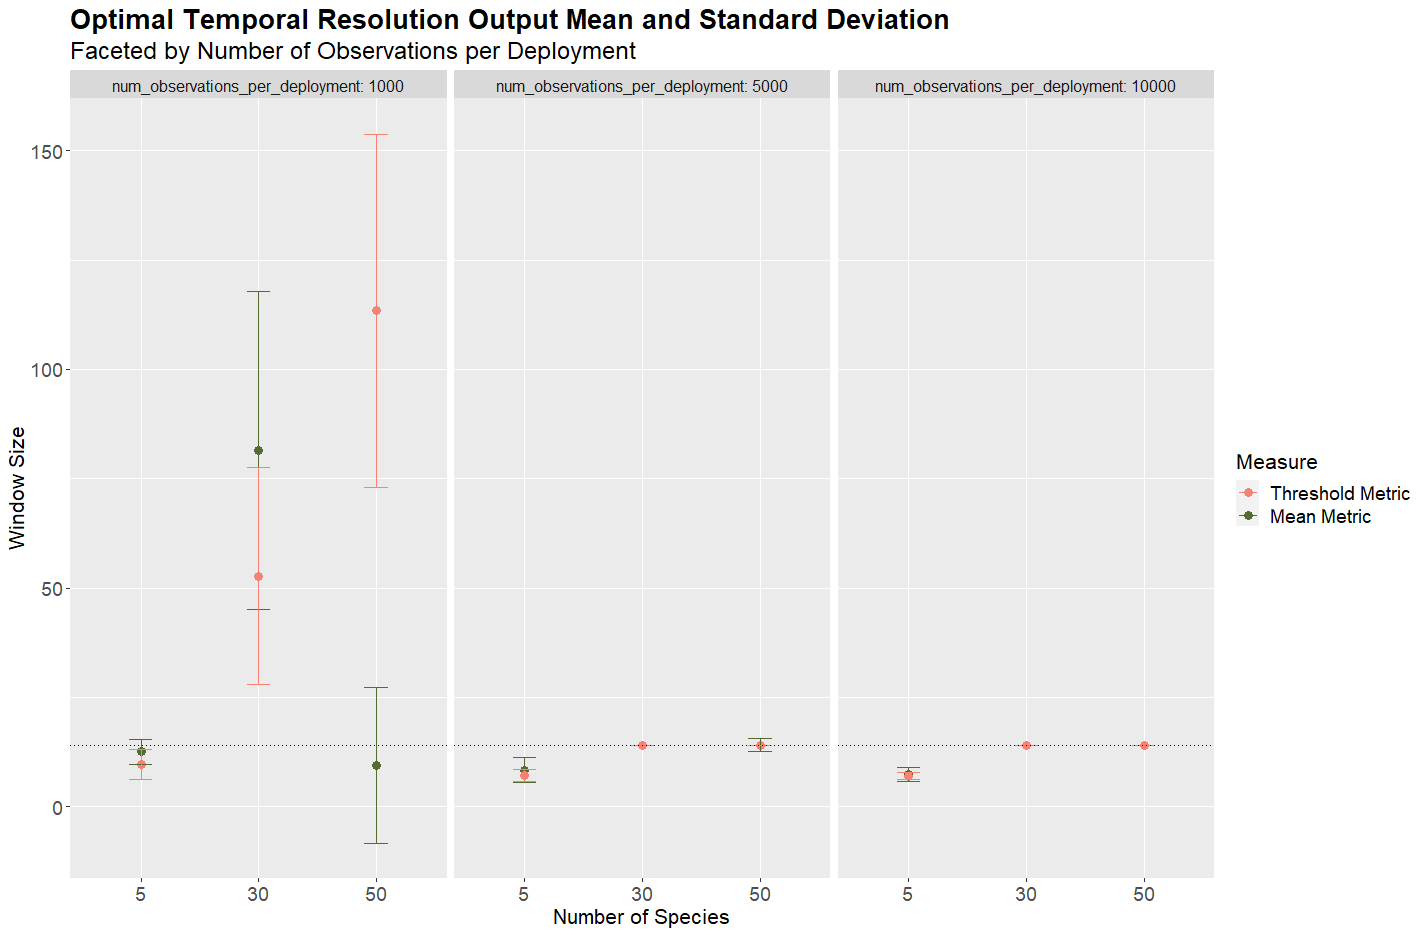 Optimal Temporal Resolution Output Mean and Standard Deviation
Faceted by Number of Observations per Deployment
num_observations_per_deployment: 1000
num_observations_per_deployment: 5000
num_observations_per_deployment: 10000
150
100
50
0
Window Size
5
30
50
5
30
50
5
30
50
Number of Species
Measure
Threshold Metric
Mean Metric